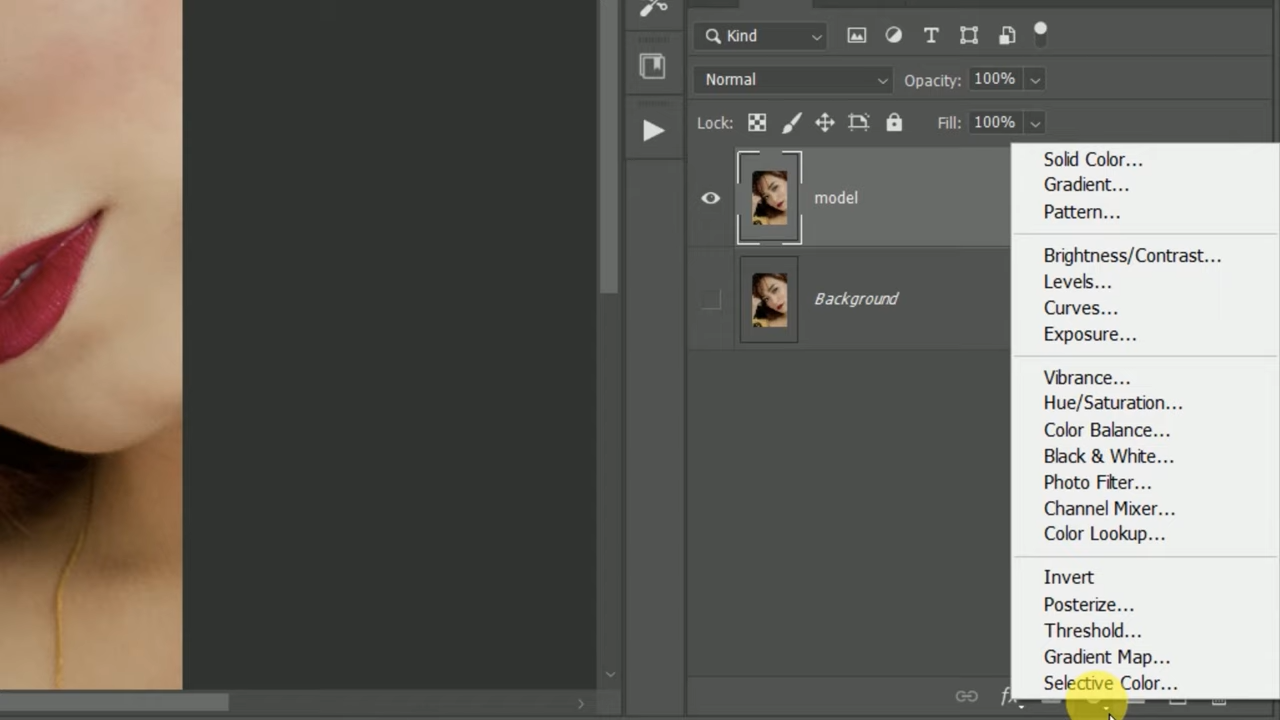 Kind
Normal
Opacity: 100%
Lock:
Fill: 100%
model
Background
Solid Color...
Gradient...
Pattern...
Brightness/Contrast...
Levels...
Curves...
Exposure...
Vibrance...
Hue/Saturation...
Color Balance...
Black & White...
Photo Filter...
Channel Mixer...
Color Lookup...
Invert
Posterize...
Threshold...
Gradient Map...
Selective Color...
fx